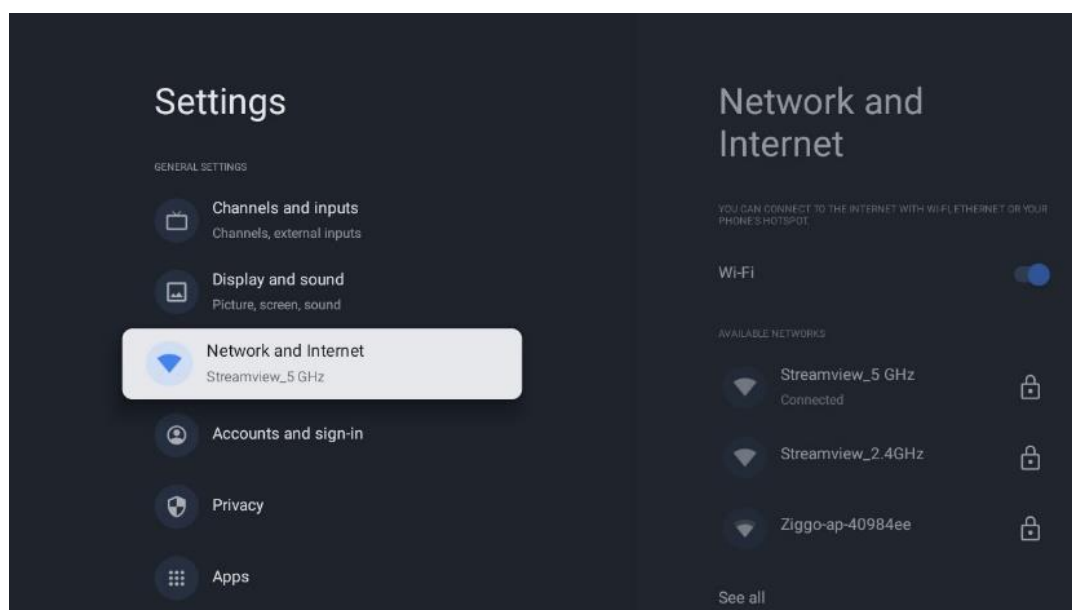 Settings
GENERAL SETTINGS
Channels and inputs
Channels, external inputs
Display and sound
Picture, screen, sound
Network and Internet
Streamview_5 GHz
Accounts and sign-in
Privacy
Apps
Network and
Internet
YOU CAN CONNECT TO THE INTERNET WITH WI-FI, ETHERNET OR YOUR
PHONE'S HOTSPOT.
Wi-Fi
AVAILABLE NETWORKS
Streamview_5 GHz
Connected
Streamview_2.4GHz
Ziggo-ap-40984ee
See all